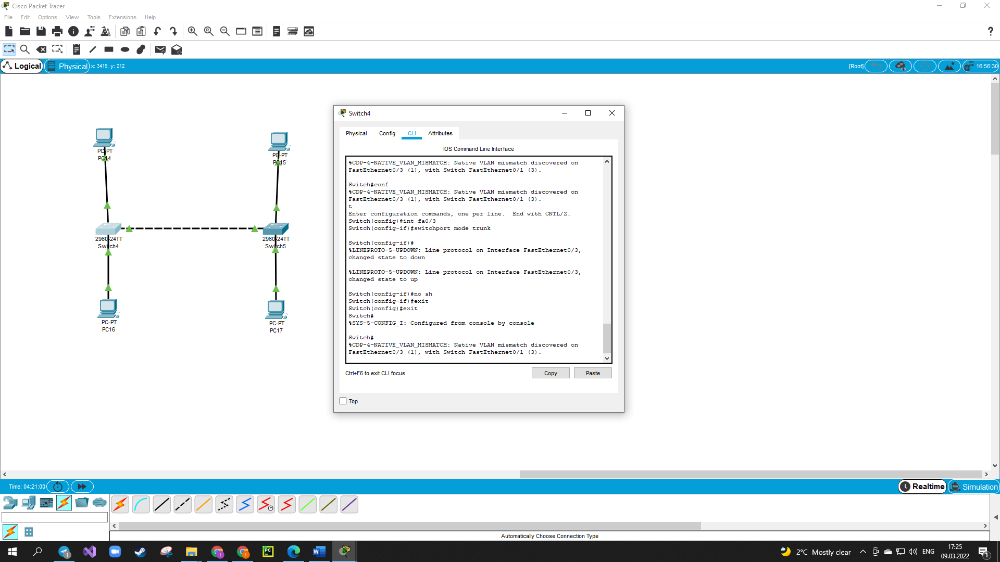 Cisco Packet Tracer
File Edit Options View Tools Extensions Help
Logical Physical x: 3419, y: 212 [Root] 16:56:30
PC-PT
PC14
PC-PT
PC15
2960-24TT
Switch4
2960-24TT
Switch5
PC-PT
PC16
PC-PT
PC17
Switch4
Physical Config CLI Attributes
IOS Command Line Interface
%CDP-4-NATIVE_VLAN_MISMATCH: Native VLAN mismatch discovered on
FastEthernet0/3 (1), with Switch FastEthernet0/1 (3).
Switch#conf
%CDP-4-NATIVE_VLAN_MISMATCH: Native VLAN mismatch discovered on
FastEthernet0/3 (1), with Switch FastEthernet0/1 (3).
t
Enter configuration commands, one per line. End with CNTL/Z.
Switch(config)#int fa0/3
Switch(config-if)#switchport mode trunk
Switch(config-if)#
%LINEPROTO-5-UPDOWN: Line protocol on Interface FastEthernet0/3,
changed state to down
%LINEPROTO-5-UPDOWN: Line protocol on Interface FastEthernet0/3,
changed state to up
Switch(config-if)#no sh
Switch(config-if)#exit
Switch(config)#exit
Switch#
%SYS-5-CONFIG_I: Configured from console by console
Switch#
%CDP-4-NATIVE_VLAN_MISMATCH: Native VLAN mismatch discovered on
FastEthernet0/3 (1), with Switch FastEthernet0/1 (3).
Ctrl+F6 to exit CLI focus Copy Paste
Top
Time: 04:21:00 Realtime Simulation
Automatically Choose Connection Type
2°C Mostly clear ENG 17:25
09.03.2022